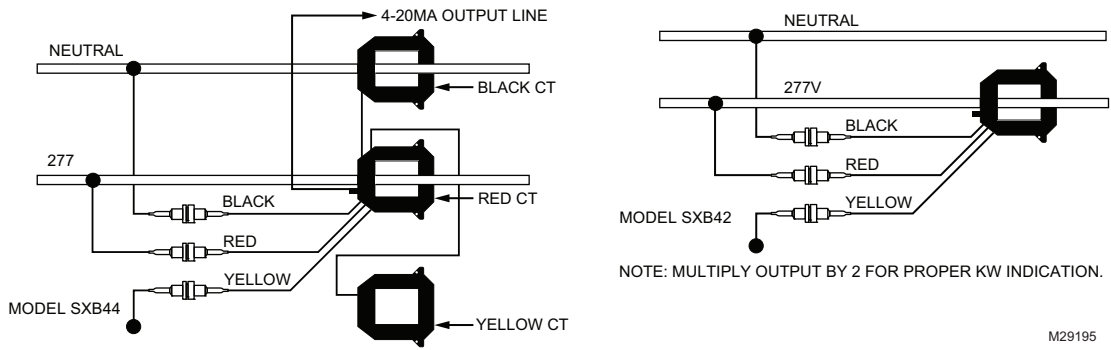 4-20MA OUTPUT LINE
NEUTRAL
BLACK CT
277
RED CT
BLACK
RED
YELLOW
MODEL SXB44
YELLOW CT
NEUTRAL
277V
BLACK
RED
YELLOW
MODEL SXB42
NOTE: MULTIPLY OUTPUT BY 2 FOR PROPER KW INDICATION.
M29195